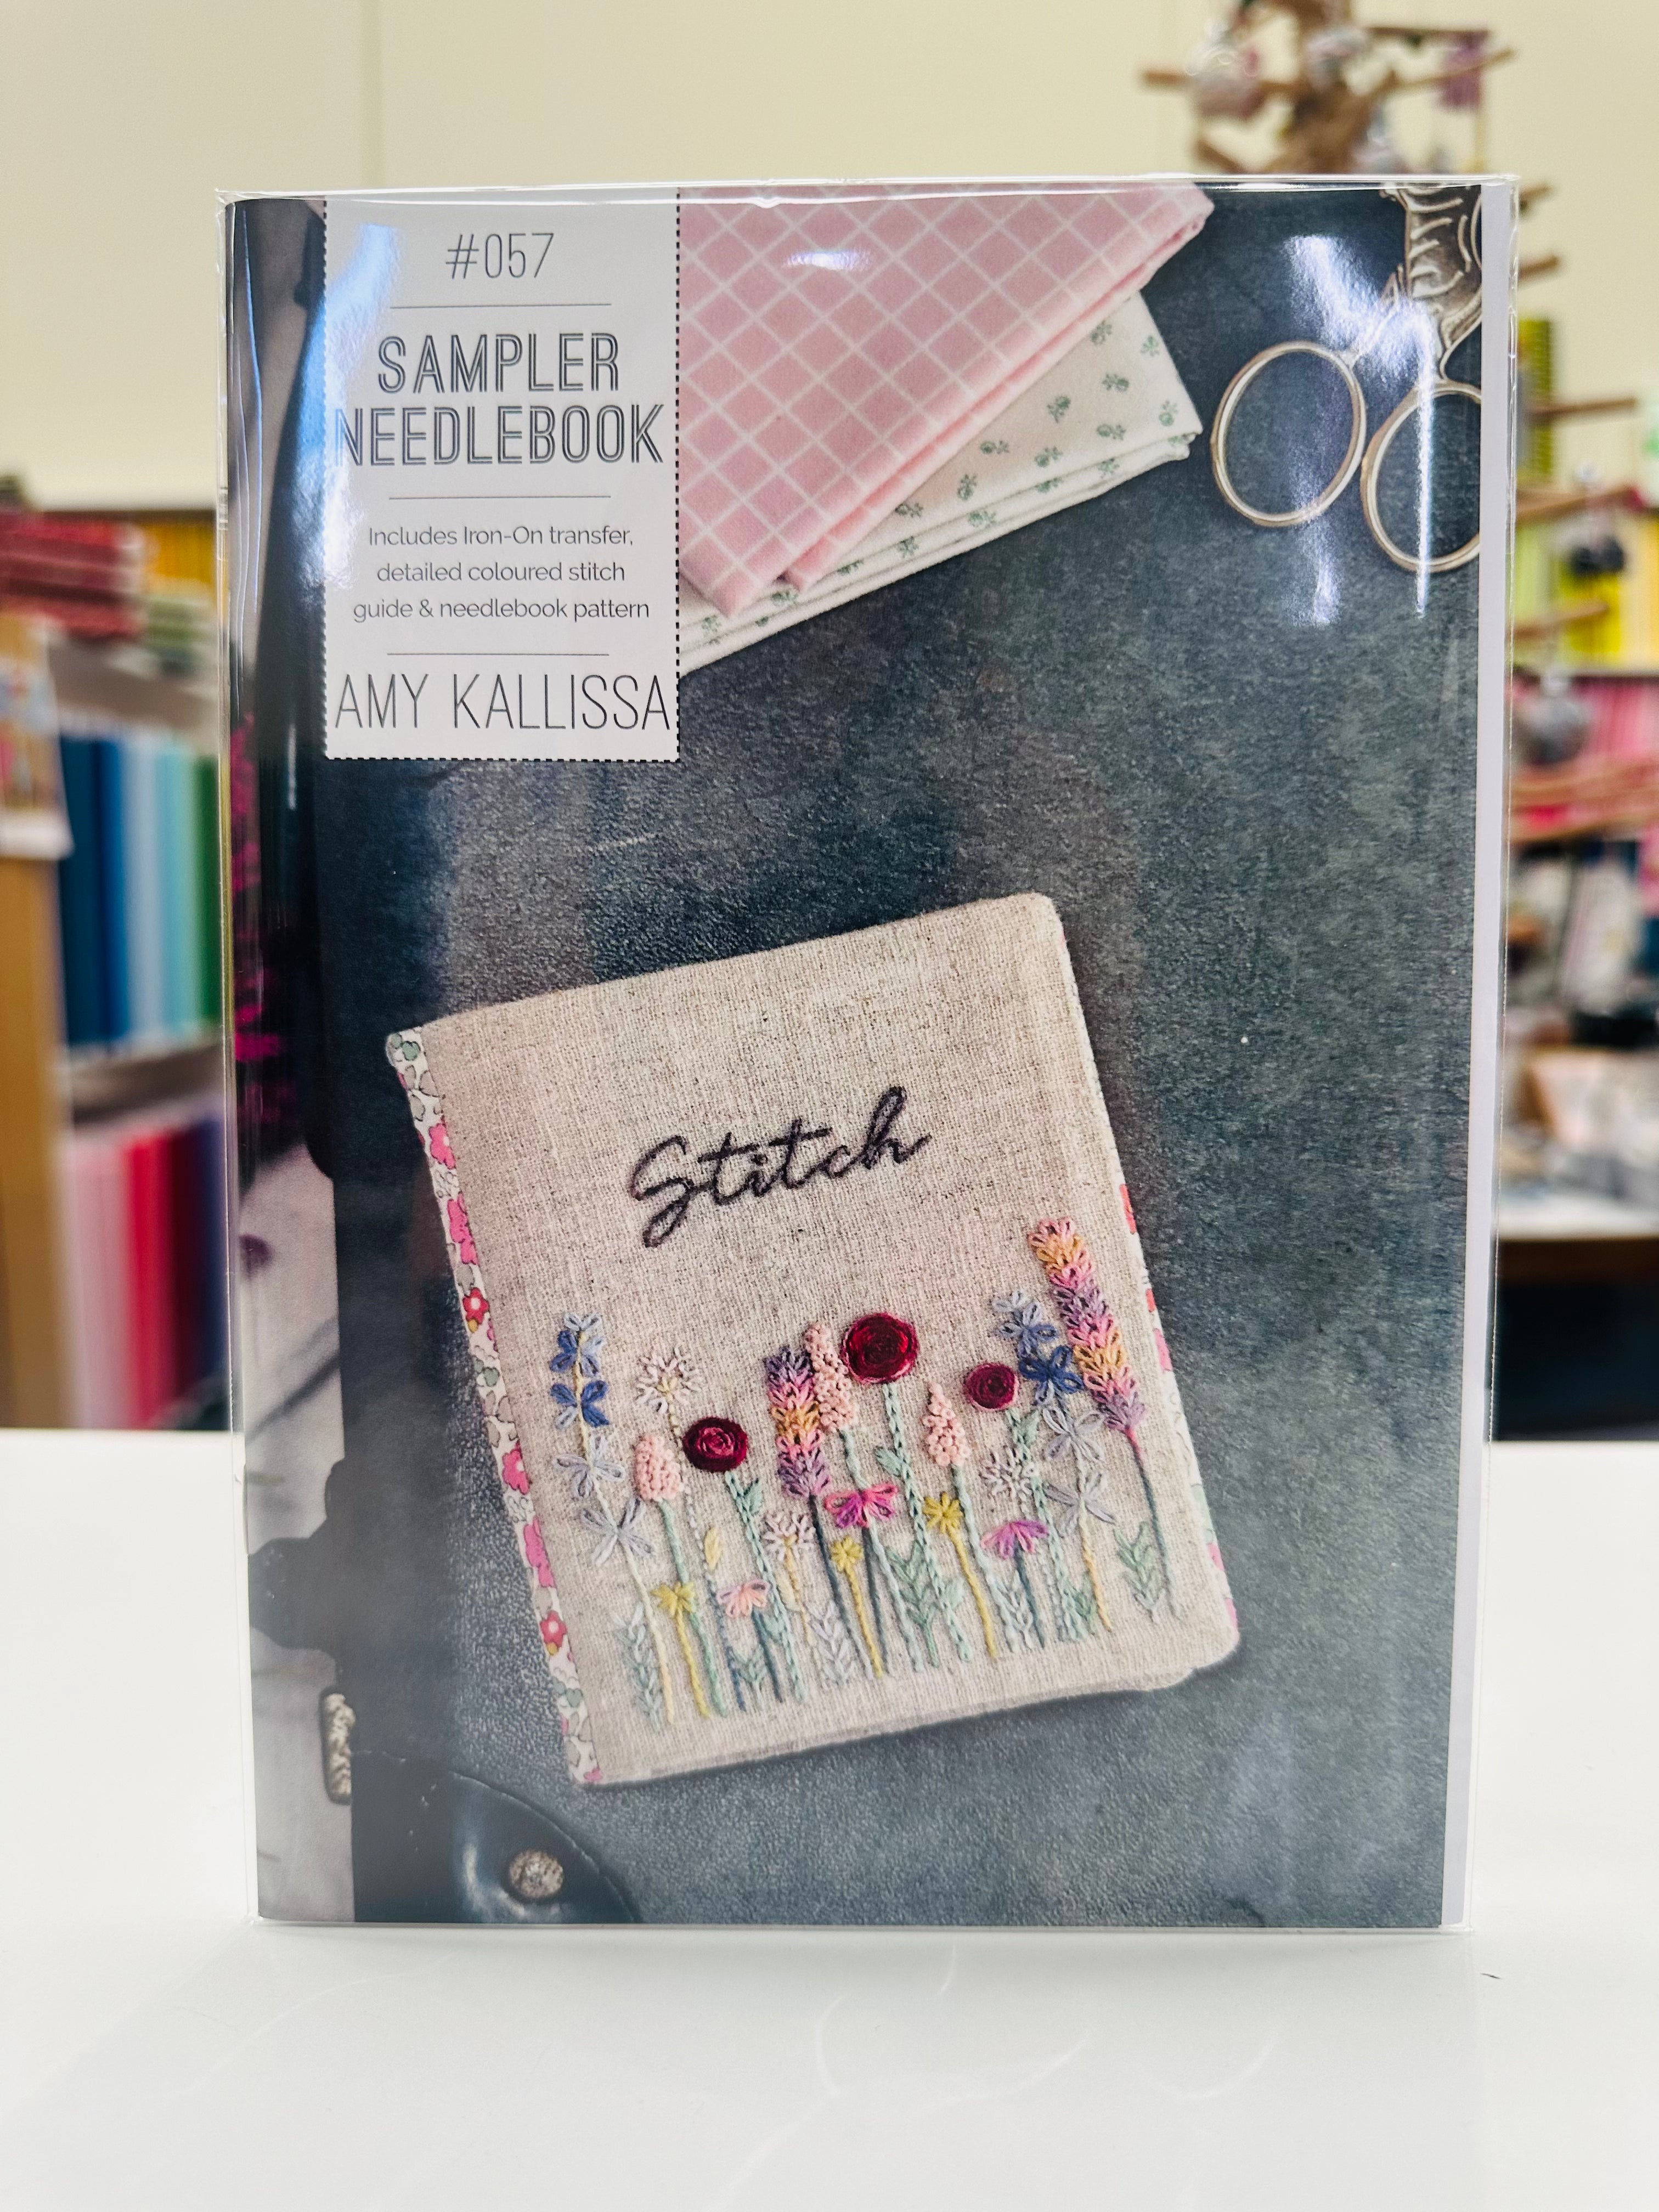 #057
SAMPLER
NEEDLEBOOK
Includes Iron-On transfer,
detailed coloured stitch
guide & needlebook pattern
AMY KALLISSA
Stitch